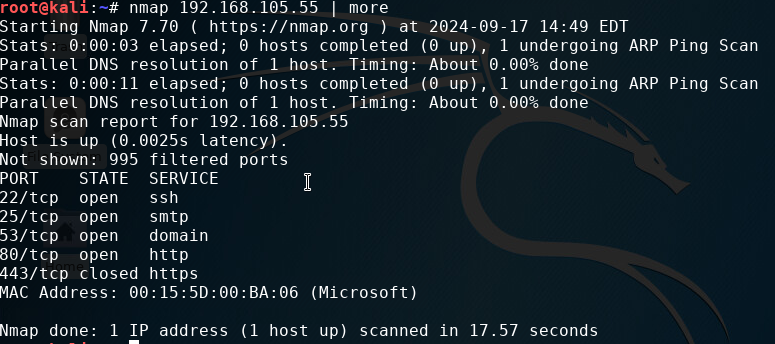 root@kali:~# nmap 192.168.105.55 | more
Starting Nmap 7.70 ( https://nmap.org ) at 2024-09-17 14:49 EDT
Stats: 0:00:03 elapsed; 0 hosts completed (0 up), 1 undergoing ARP Ping Scan
Parallel DNS resolution of 1 host. Timing: About 0.00% done
Stats: 0:00:11 elapsed; 0 hosts completed (0 up), 1 undergoing ARP Ping Scan
Parallel DNS resolution of 1 host. Timing: About 0.00% done
Nmap scan report for 192.168.105.55
Host is up (0.0025s latency).
Not shown: 995 filtered ports
PORT    STATE  SERVICE
22/tcp  open   ssh
25/tcp  open   smtp
53/tcp  open   domain
80/tcp  open   http
443/tcp closed https
MAC Address: 00:15:5D:00:BA:06 (Microsoft)

Nmap done: 1 IP address (1 host up) scanned in 17.57 seconds